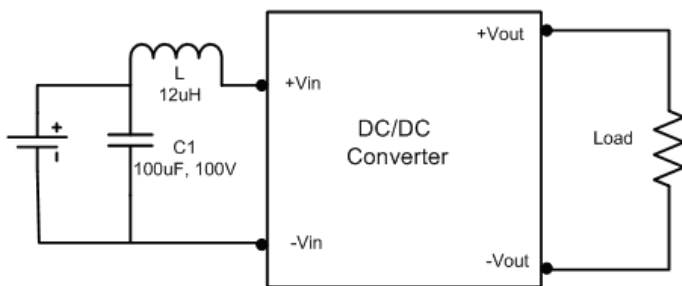 +Vout
L
12uH
+Vin
+
DC/DC
Converter
Load
C1
100uF, 100V
-
-Vin
-Vout